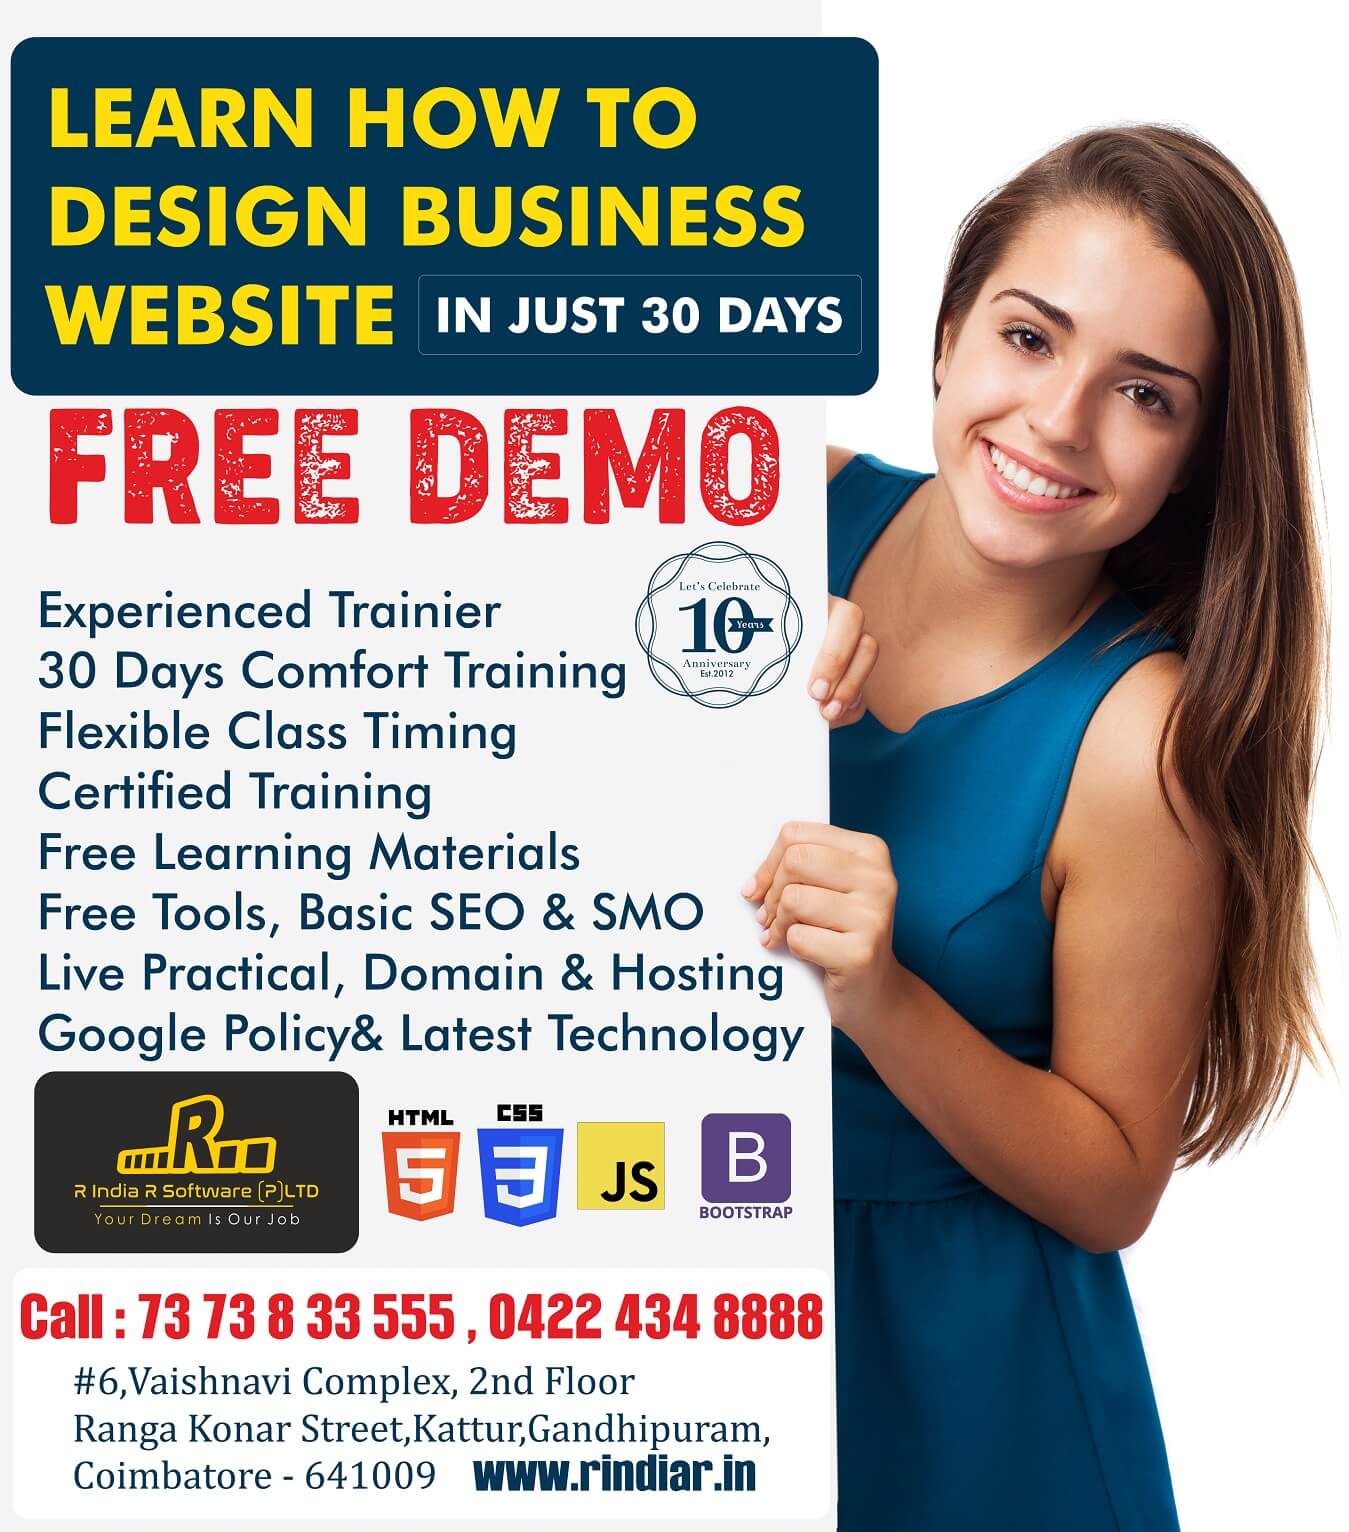 LEARN HOW TO
DESIGN BUSINESS
WEBSITE IN JUST 30 DAYS
FREE DEMO
Let's Celebrate
10 Years
Anniversary
Est.2012
Experienced Trainier
30 Days Comfort Training
Flexible Class Timing
Certified Training
Free Learning Materials
Free Tools, Basic SEO & SMO
Live Practical, Domain & Hosting
Google Policy& Latest Technology
R
R India R Software (P)LTD
Your Dream Is Our Job
HTML
5
CSS
3
JS
B
BOOTSTRAP
Call : 73 73 8 33 555 , 0422 434 8888
#6,Vaishnavi Complex, 2nd Floor
Ranga Konar Street,Kattur,Gandhipuram,
Coimbatore - 641009 www.rindiar.in